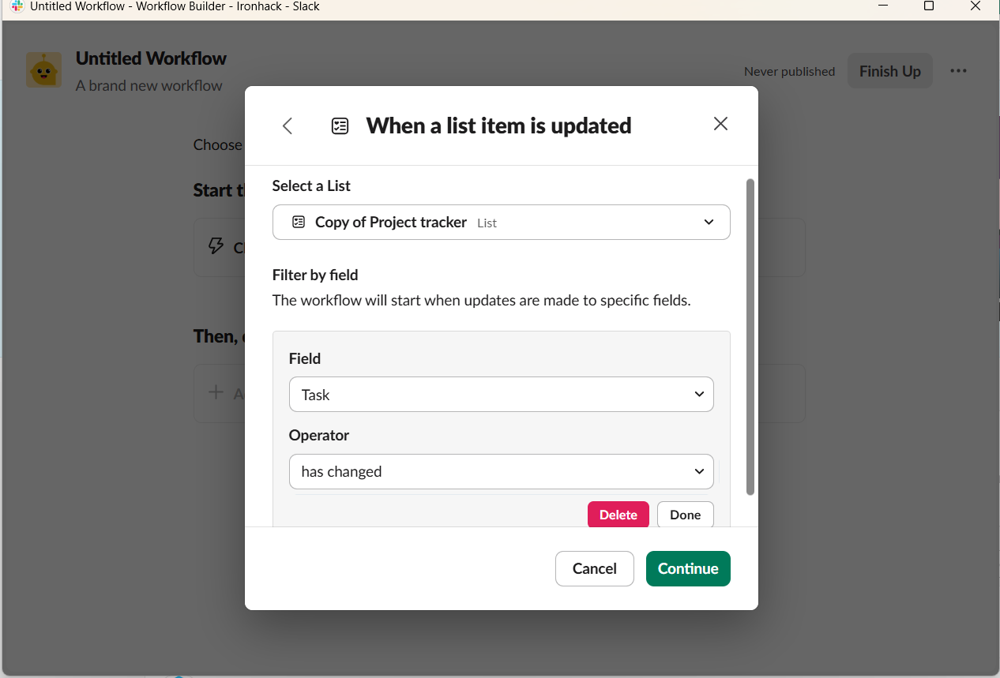 Untitled Workflow - Workflow Builder - Ironhack - Slack
Untitled Workflow
A brand new workflow
Never published
Finish Up
Choose
Start t
Then,
When a list item is updated
Select a List
Copy of Project tracker List
Filter by field
The workflow will start when updates are made to specific fields.
Field
Task
Operator
has changed
Delete
Done
Cancel
Continue